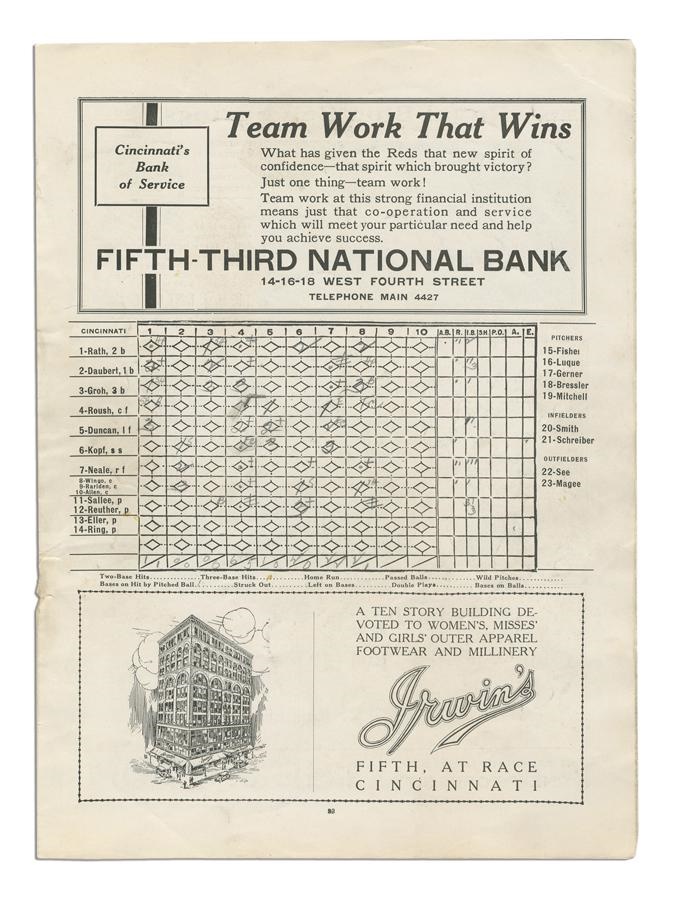 Cincinnati's
Bank
of Service
Team Work That Wins
What has given the Reds that new spirit of
confidence—that spirit which brought victory?
Just one thing—team work!
Team work at this strong financial institution
means just that co-operation and service
which will meet your particular need and help
you achieve success.
FIFTH-THIRD NATIONAL BANK
14-16-18 WEST FOURTH STREET
TELEPHONE MAIN 4427
CINCINNATI 1 2 3 4 5 6 7 8 9 10 A.B. R. I.B. S.H. P.O. A. E.
1-Rath, 2 b
2-Daubert, 1 b
3-Groh, 3 b
4-Roush, c f
5-Duncan, l f
6-Kopf, s s
7-Neale, r f
8-Wingo, c
9-Rariden, c
10-Allen, c
11-Sallee, p
12-Reuther, p
13-Eller, p
14-Ring, p
PITCHERS
15-Fisher
16-Luque
17-Gerner
18-Bressler
19-Mitchell
INFIELDERS
20-Smith
21-Schreiber
OUTFIELDERS
22-See
23-Magee
Two-Base Hits Three-Base Hits Home Run Passed Balls Wild Pitches
Bases on Hit by Pitched Ball Struck Out Left on Bases Double Plays Bases on Balls
A TEN STORY BUILDING DE-
VOTED TO WOMEN'S, MISSES'
AND GIRLS' OUTER APPAREL
FOOTWEAR AND MILLINERY
Irwin's
FIFTH, AT RACE
CINCINNATI